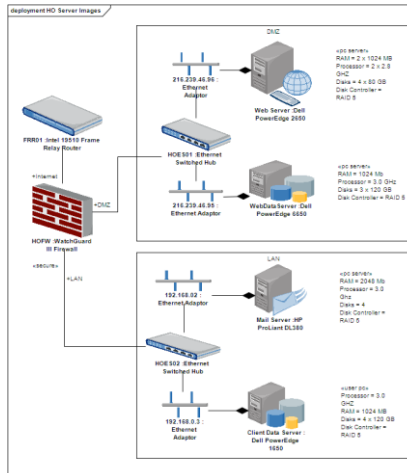 deployment HO Server Images
DMZ
216.239.46.96 :
Ethernet
Adaptor
Web Server :Dell
PowerEdge 2650
«pc server»
RAM = 2 x 1024 MB
Processor = 2 x 2.8
GHZ
Disks = 4 x 80 GB
Disk Controller =
RAID 5
FRR01 :Intel 19510 Frame
Relay Router
HOES01 :Ethernet
Switched Hub
«Internet»
«DMZ»
216.239.46.95 :
Ethernet Adaptor
WebData Server :Dell
PowerEdge 6650
«pc server»
RAM = 1024 Mb
Processor = 3.0 GHz
Disks = 3 x 120 GB
Disk Controller = RAID 5
HOFW :WatchGuard
III Firewall
«secure»
«LAN
LAN
192.168.02 :
Ethernet
Adaptor
Mail Server :HP
ProLiant DL380
«pc server»
RAM = 2048 Mb
Processor = 3.0
Ghz
Disks = 4
Disk Controller =
RAID 5
HOES02 :Ethernet
Switched Hub
192.168.0.3 :
Ethernet
Adaptor
Client Data Server :
Dell PowerEdge
1650
«user pc»
Processor = 3.0
GHZ
RAM = 1024 MB
Disks = 4 x 120 GB
Disk Controller =
RAID 5